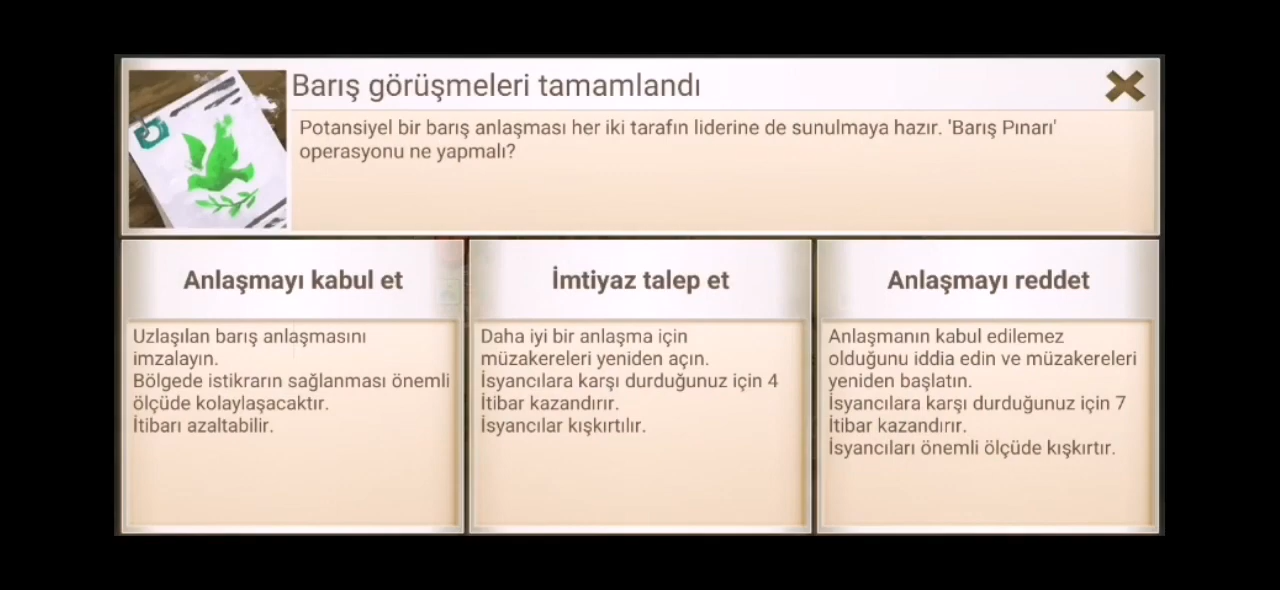 Barış görüşmeleri tamamlandı
Potansiyel bir barış anlaşması her iki tarafın liderine de sunulmaya hazır. 'Barış Pınarı'
operasyonu ne yapmalı?
Anlaşmayı kabul et
Uzlaşılan barış anlaşmasını
imzalayın.
Bölgede istikrarın sağlanması önemli
ölçüde kolaylaşacaktır.
İtibarı azaltabilir.
İmtiyaz talep et
Daha iyi bir anlaşma için
müzakereleri yeniden açın.
İsyancılara karşı durduğunuz için 4
İtibar kazandırır.
İsyancılar kışkırtılır.
Anlaşmayı reddet
Anlaşmanın kabul edilemez
olduğunu iddia edin ve müzakereleri
yeniden başlatın.
İsyancılara karşı durduğunuz için 7
İtibar kazandırır.
İsyancıları önemli ölçüde kışkırtır.